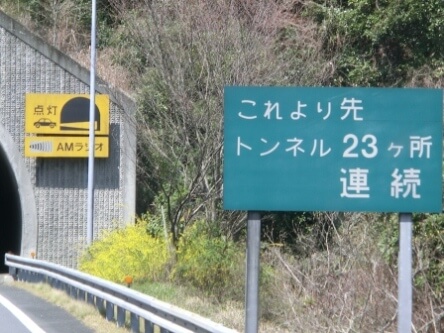 点灯
AMラジオ
これより先
トンネル 23ヶ所
連続